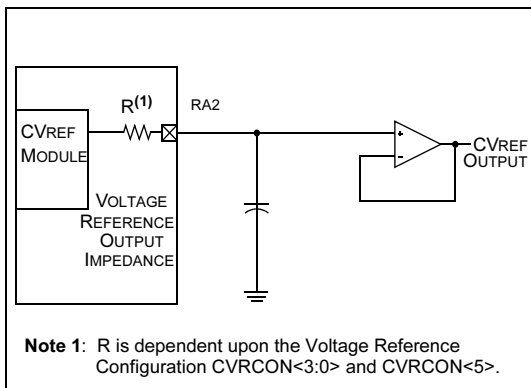 R(1)
RA2
CVREF
MODULE
VOLTAGE
REFERENCE
OUTPUT
IMPEDANCE
+
-
CVREF
OUTPUT
Note 1: R is dependent upon the Voltage Reference
Configuration CVRCON<3:0> and CVRCON<5>.